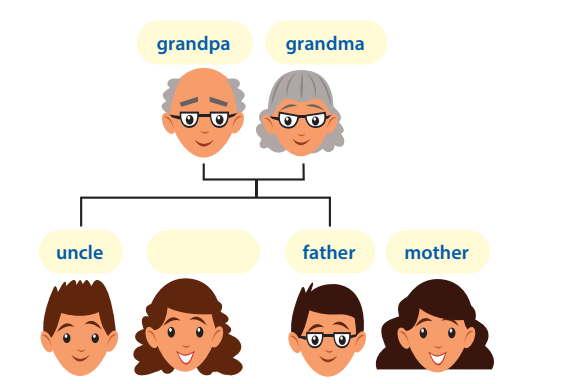 grandpa
grandma
uncle
father
mother